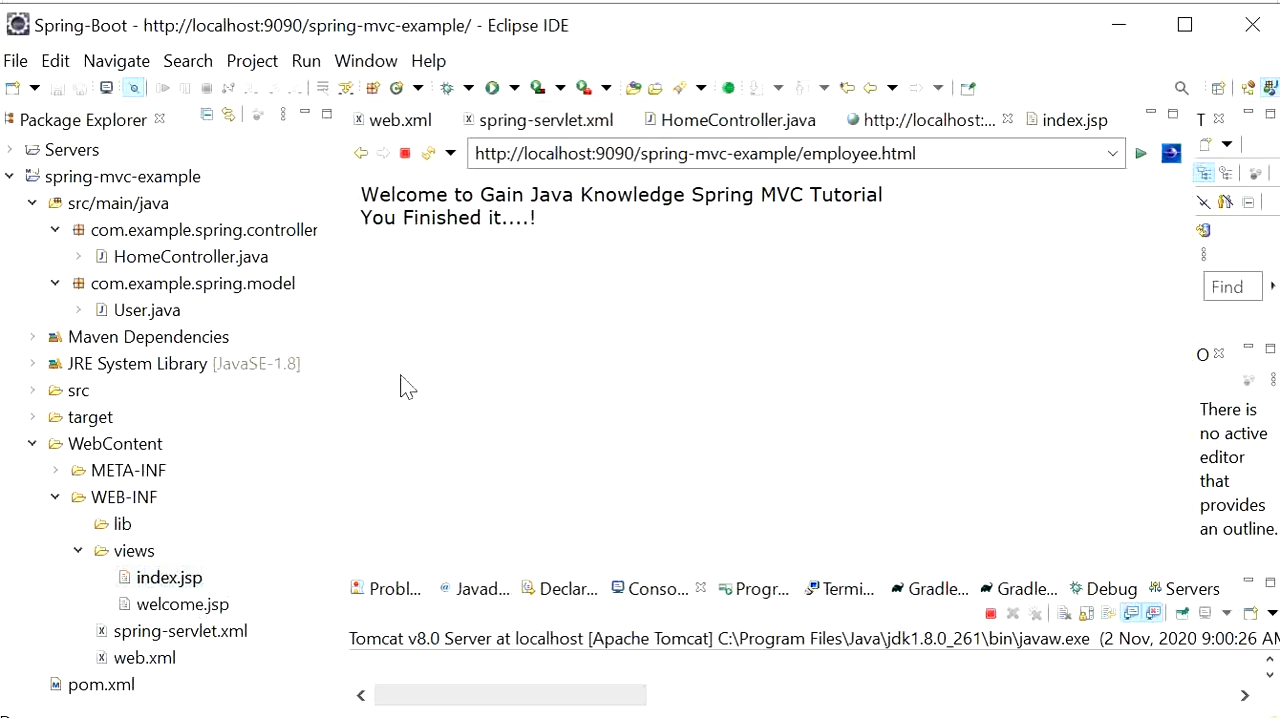 Spring-Boot - http://localhost:9090/spring-mvc-example/ - Eclipse IDE
File Edit Navigate Search Project Run Window Help
Package Explorer
web.xml spring-servlet.xml HomeController.java http://localhost:... index.jsp T
Servers
http://localhost:9090/spring-mvc-example/employee.html
spring-mvc-example
src/main/java
com.example.spring.controller
HomeController.java
com.example.spring.model
User.java
Maven Dependencies
JRE System Library [JavaSE-1.8]
src
target
WebContent
META-INF
WEB-INF
lib
views
index.jsp
welcome.jsp
spring-servlet.xml
web.xml
pom.xml
Welcome to Gain Java Knowledge Spring MVC Tutorial
You Finished it....!
Find
O
There is
no active
editor
that
provides
an outline.
Probl... Javad... Declar... Conso... Progr... Termi... Gradle... Gradle... Debug Servers
Tomcat v8.0 Server at localhost [Apache Tomcat] C:\Program Files\Java\jdk1.8.0_261\bin\javaw.exe (2 Nov, 2020 9:00:26 AM